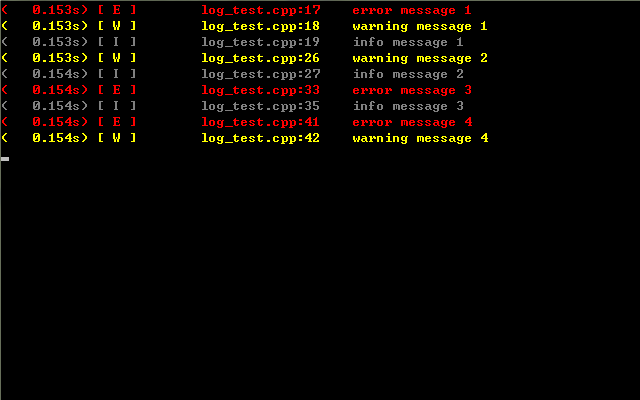 (   0.153s) [ E ]        log_test.cpp:17    error message 1
(   0.153s) [ W ]        log_test.cpp:18    warning message 1
(   0.153s) [ I ]        log_test.cpp:19    info message 1
(   0.153s) [ W ]        log_test.cpp:26    warning message 2
(   0.154s) [ I ]        log_test.cpp:27    info message 2
(   0.154s) [ E ]        log_test.cpp:33    error message 3
(   0.154s) [ I ]        log_test.cpp:35    info message 3
(   0.154s) [ E ]        log_test.cpp:41    error message 4
(   0.154s) [ W ]        log_test.cpp:42    warning message 4